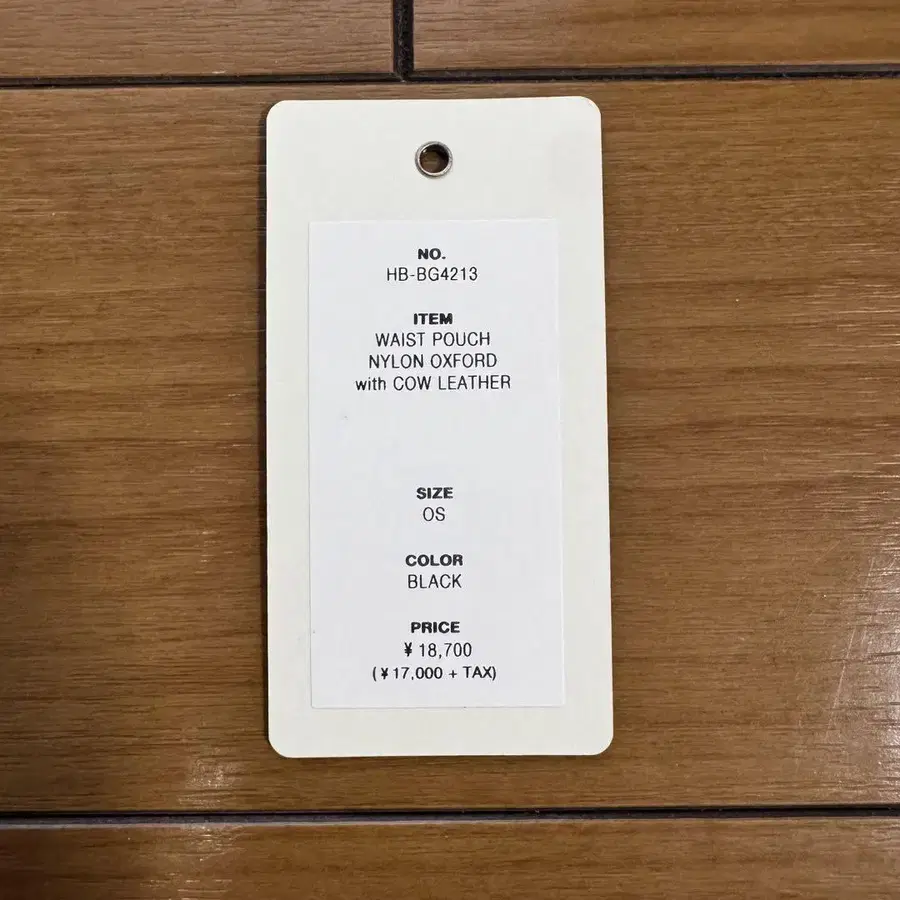 NO.
HB-BG4213
ITEM
WAIST POUCH
NYLON OXFORD
with COW LEATHER
SIZE
OS
COLOR
BLACK
PRICE
¥ 18,700
(¥17,000 + TAX)